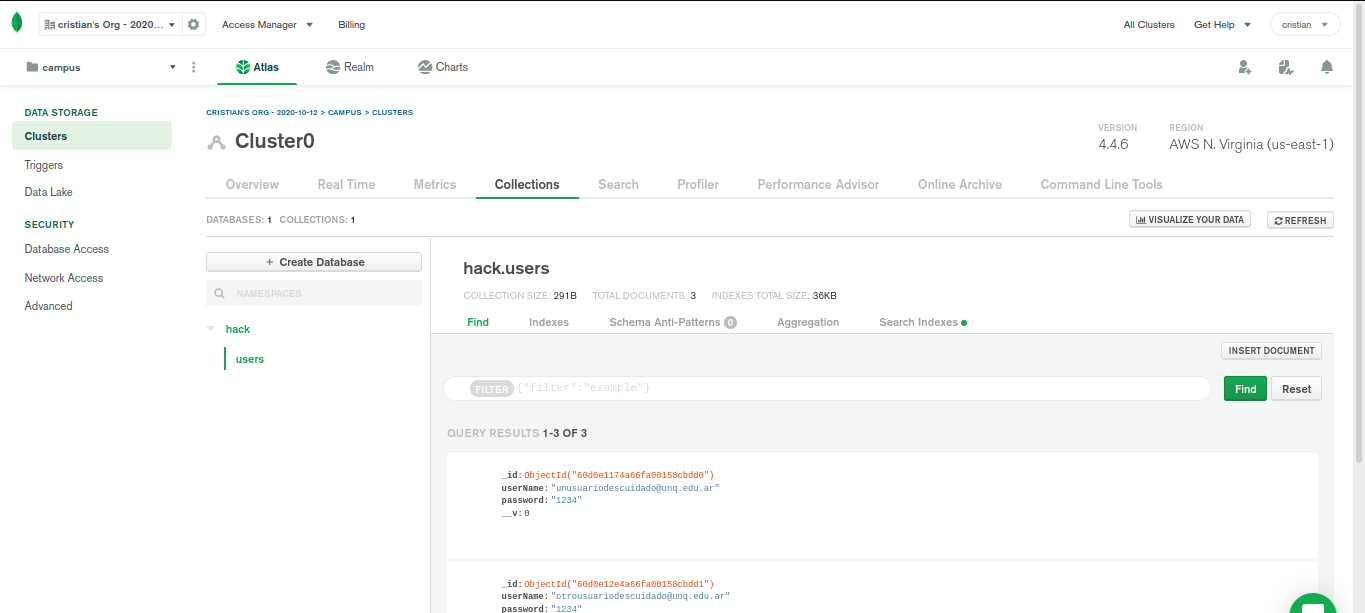 cristian's Org - 2020... Access Manager Billing All Clusters Get Help cristian
campus Atlas Realm Charts
DATA STORAGE
Clusters
Triggers
Data Lake
SECURITY
Database Access
Network Access
Advanced
CRISTIAN'S ORG - 2020-10-12 > CAMPUS > CLUSTERS
Cluster0
VERSION REGION
4.4.6 AWS N. Virginia (us-east-1)
Overview Real Time Metrics Collections Search Profiler Performance Advisor Online Archive Command Line Tools
DATABASES: 1 COLLECTIONS: 1 VISUALIZE YOUR DATA REFRESH
+ Create Database
NAMESPACES
hack
users
hack.users
COLLECTION SIZE: 291B TOTAL DOCUMENTS: 3 INDEXES TOTAL SIZE: 36KB
Find Indexes Schema Anti-Patterns 0 Aggregation Search Indexes
INSERT DOCUMENT
FILTER {"filter":"example"} Find Reset
QUERY RESULTS 1-3 OF 3
_id: ObjectId("60d0e1174a66fa00158cbdd0")
userName: "unusuariodescuidado@unq.edu.ar"
password: "1234"
__v: 0
_id: ObjectId("60d0e12e4a66fa00158cbdd1")
userName: "otrousuariodescuidado@unq.edu.ar"
password: "1234"